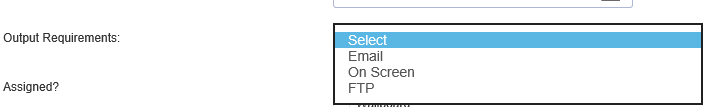 Output Requirements:
Select
Email
On Screen
FTP
Assigned?